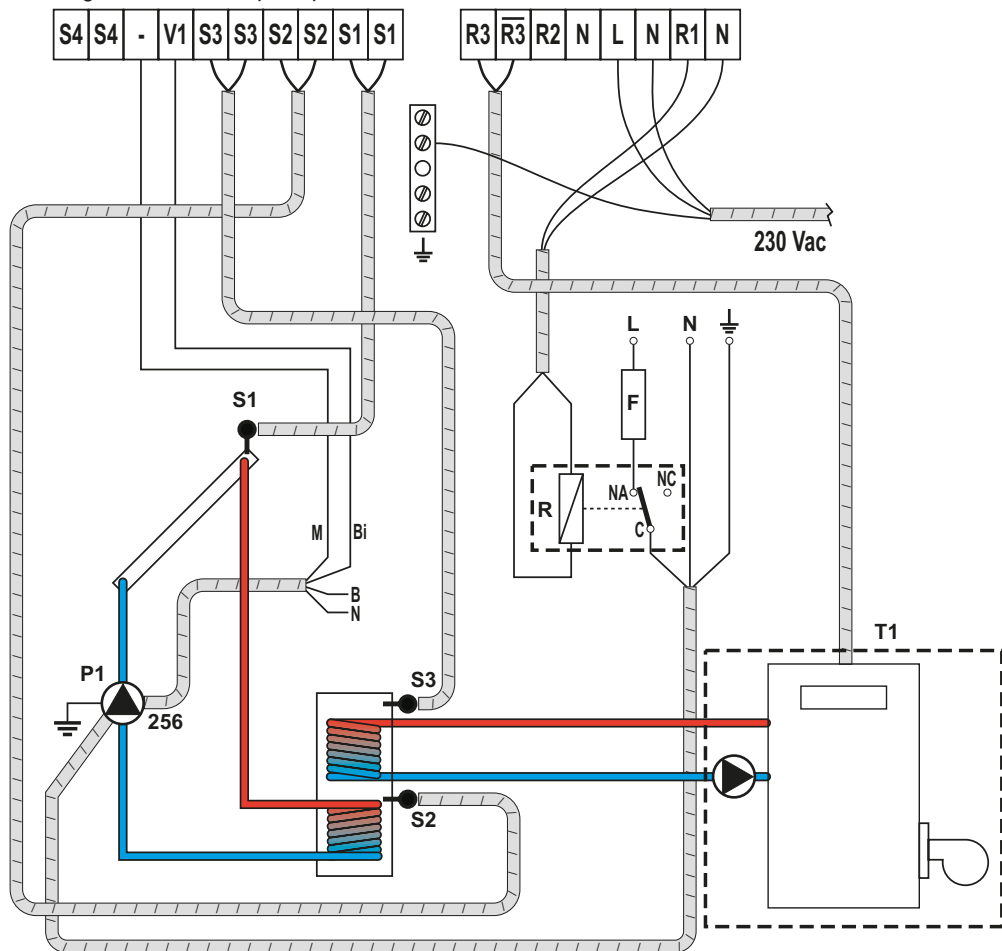 S4 S4 - V1 S3 S3 S2 S2 S1 S1
R3 R3̅ R2 N L N R1 N
230 Vac
L N
S1
F
NA NC
R
C
M Bi
B
N
T1
P1
S3
256
S2